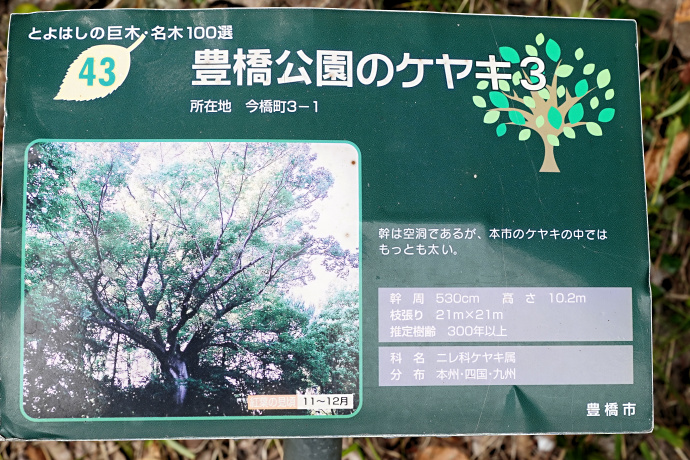 とよはしの巨木・名木100選
43
豊橋公園のケヤキ3
所在地 今橋町3−1
幹は空洞であるが、本市のケヤキの中では
もっとも太い。
幹 周 530cm 高 さ 10.2m
枝張り 21m×21m
推定樹齢 300年以上
科 名 ニレ科ケヤキ属
分 布 本州・四国・九州
11〜12月
豊橋市